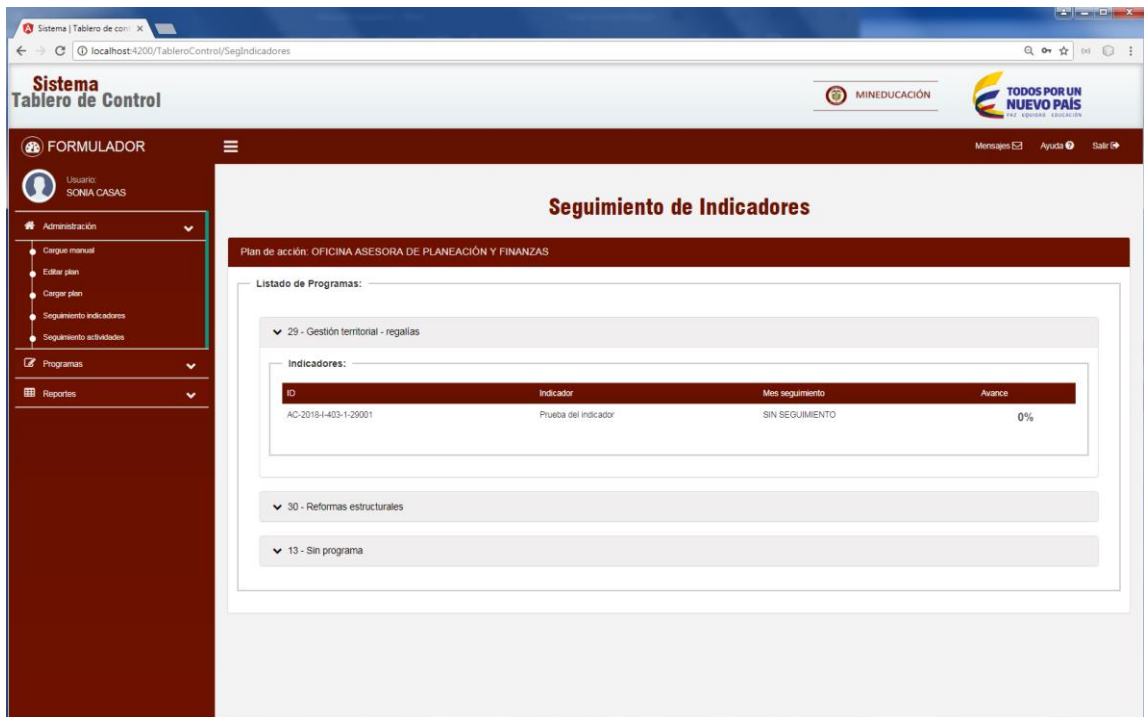 Sistema | Tablero de cont
localhost:4200/TableroControl/SegIndicadores
Sistema
Tablero de Control
MINEDUCACIÓN
TODOS POR UN
NUEVO PAÍS
PAZ EQUIDAD EDUCACIÓN
FORMULADOR
Mensajes Ayuda Salir
Usuario:
SONIA CASAS
Administración
Cargue manual
Editar plan
Cargar plan
Seguimiento indicadores
Seguimiento actividades
Programas
Reportes
Seguimiento de Indicadores
Plan de acción: OFICINA ASESORA DE PLANEACIÓN Y FINANZAS
Listado de Programas:
29 - Gestión territorial - regalías
Indicadores:
ID Indicador Mes seguimiento Avance
AC-2018-I-403-1-29001 Prueba del indicador SIN SEGUIMIENTO 0%
30 - Reformas estructurales
13 - Sin programa